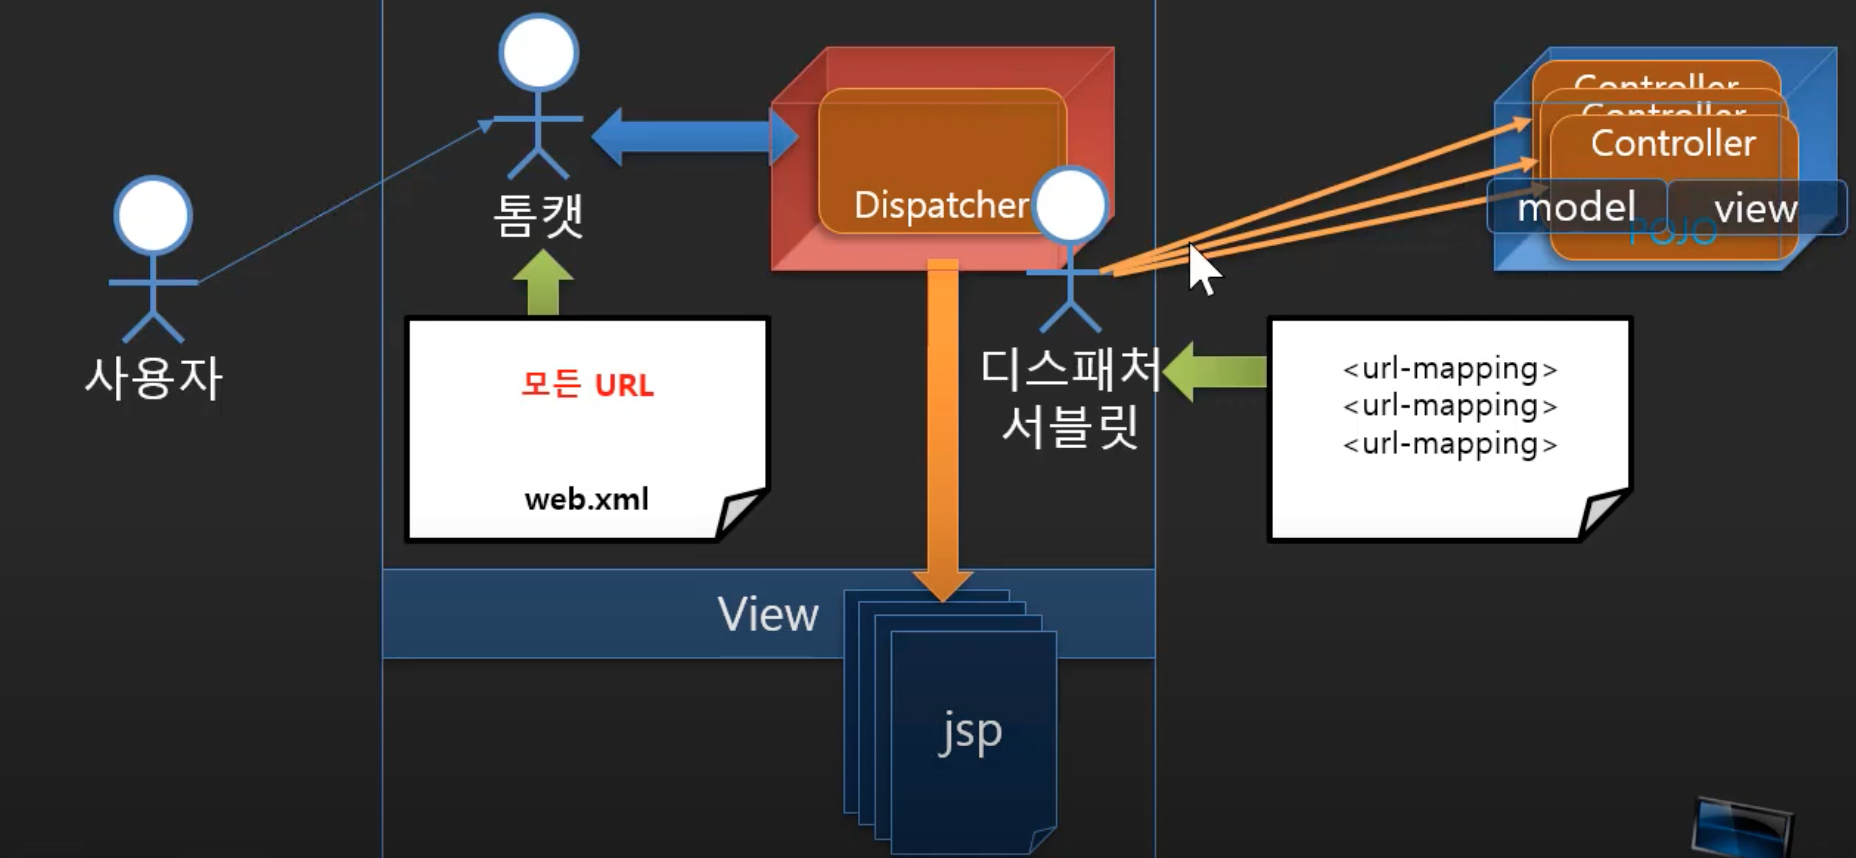 사용자
톰캣
모든 URL
web.xml
Dispatcher
디스패처
서블릿
<url-mapping>
<url-mapping>
<url-mapping>
Controller
Controller
Controller
model
view
POJO
View
jsp